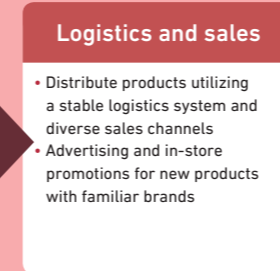 Logistics and sales
• Distribute products utilizing
a stable logistics system and
diverse sales channels
• Advertising and in-store
promotions for new products
with familiar brands